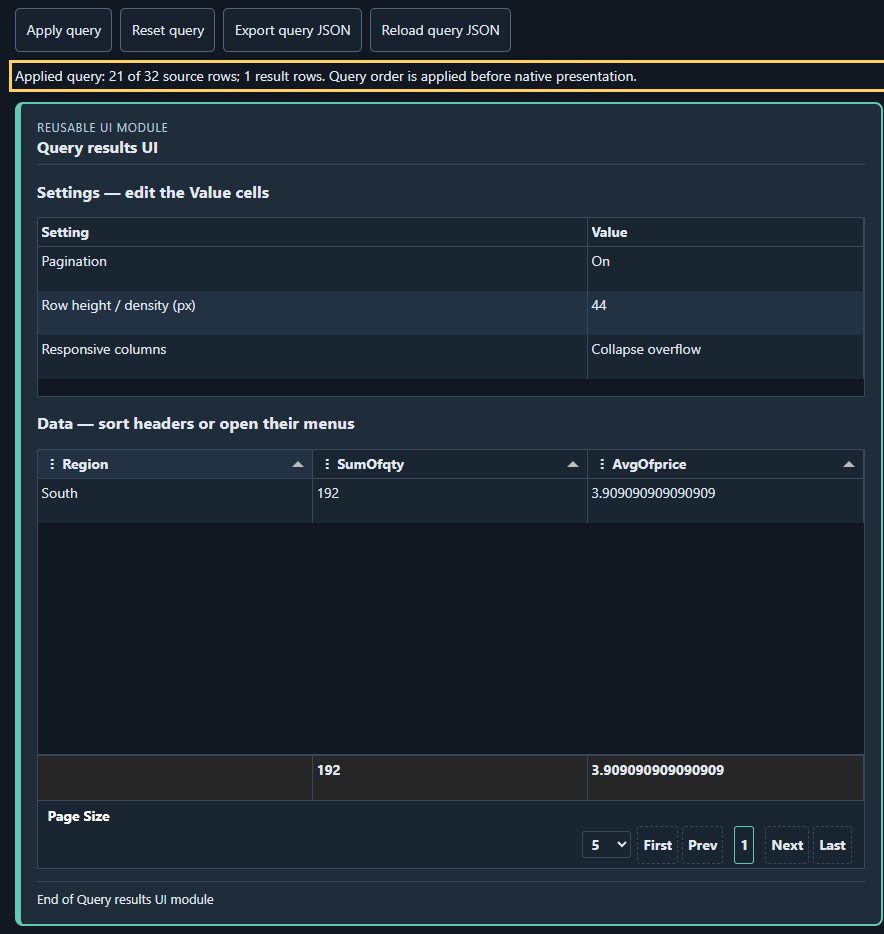 Apply query Reset query Export query JSON Reload query JSON
Applied query: 21 of 32 source rows; 1 result rows. Query order is applied before native presentation.
REUSABLE UI MODULE
Query results UI
Settings — edit the Value cells
Setting Value
Pagination On
Row height / density (px) 44
Responsive columns Collapse overflow
Data — sort headers or open their menus
Region SumOfqty AvgOfprice
South 192 3.909090909090909
192 3.909090909090909
Page Size
5 First Prev 1 Next Last
End of Query results UI module